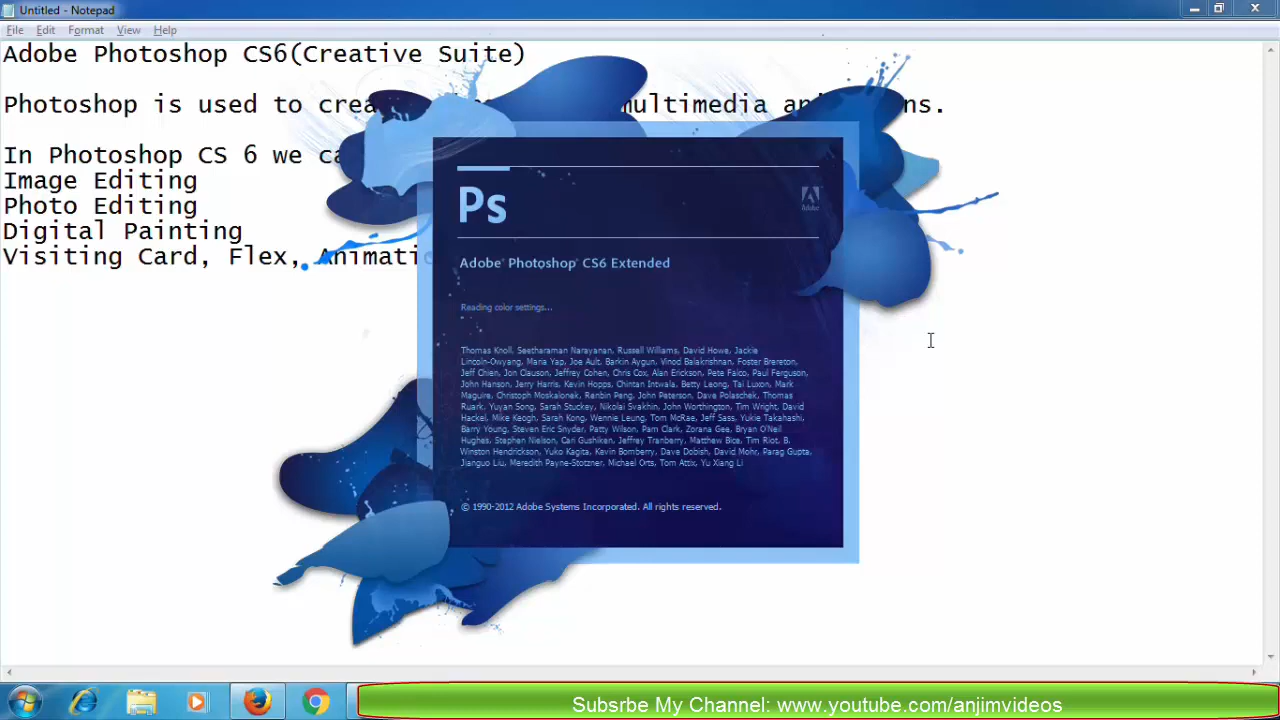 Untitled - Notepad
File Edit Format View Help
Adobe Photoshop CS6(Creative Suite)
Photoshop is used to crea multimedia an ns.
In Photoshop CS 6 we ca
Image Editing
Photo Editing
Digital Painting
Visiting Card, Flex, Animati
Ps
Adobe
Adobe® Photoshop® CS6 Extended
Reading color settings...
Thomas Knoll, Seetharaman Narayanan, Russell Williams, David Howe, Jackie
Lincoln-Owyang, Maria Yap, Joe Ault, Barkin Aygun, Vinod Balakrishnan, Foster Brereton,
Jeff Chien, Jon Clauson, Jeffrey Cohen, Chris Cox, Alan Erickson, Pete Falco, Paul Ferguson,
John Hanson, Jerry Harris, Kevin Hopps, Chintan Intwala, Betty Leong, Tai Luxon, Mark
Maguire, Christoph Moskalonek, Renbin Peng, John Peterson, Dave Polaschek, Thomas
Ruark, Yuyan Song, Sarah Stuckey, Nikolai Svakhin, John Worthington, Tim Wright, David
Hackel, Mike Keogh, Sarah Kong, Wennie Leung, Tom McRae, Jeff Sass, Yukie Takahashi,
Barry Young, Steven Eric Snyder, Patty Wilson, Pam Clark, Zorana Gee, Bryan O'Neil
Hughes, Stephen Nielson, Cari Gushiken, Jeffrey Tranberry, Matthew Bice, Tim Riot, B.
Winston Hendrickson, Yuko Kagita, Kevin Bomberry, Dave Dobish, David Mohr, Parag Gupta,
Jianguo Liu, Meredith Payne-Stotzner, Michael Orts, Tom Attix, Yu Xiang Li
© 1990-2012 Adobe Systems Incorporated. All rights reserved.
Subsrbe My Channel: www.youtube.com/anjimvideos